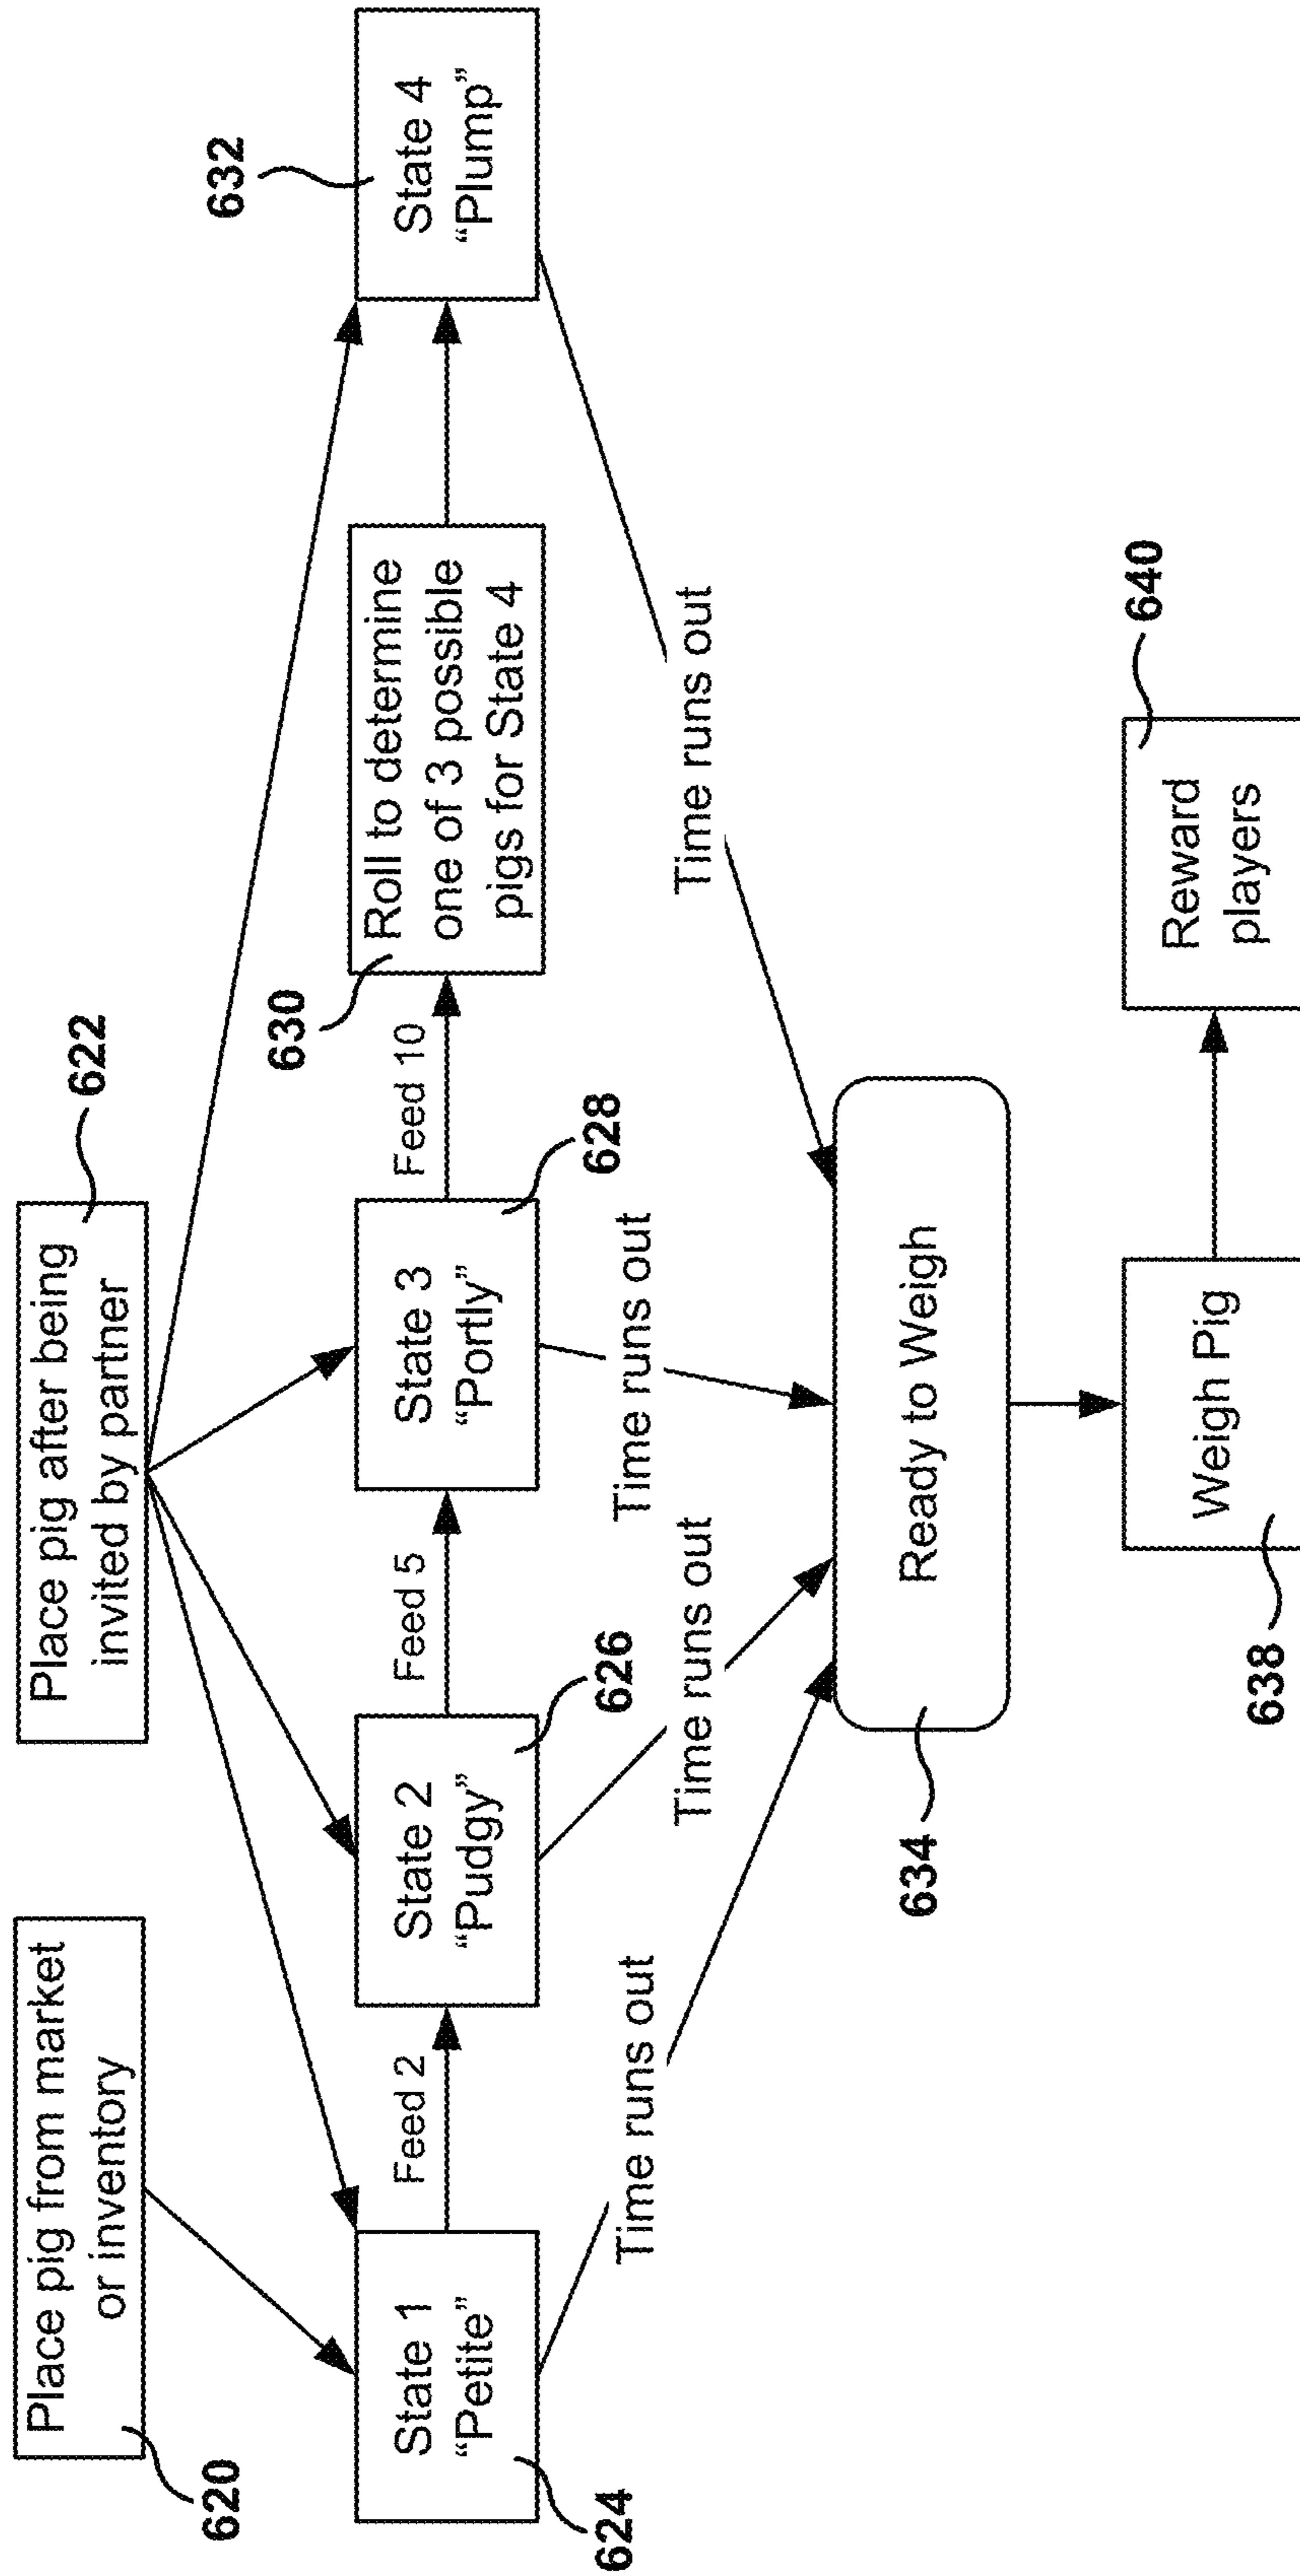 Place pig from market
or inventory
620
Place pig after being
invited by partner
622
State 1
“Petite”
624
Feed 2
State 2
“Pudgy”
626
Feed 5
State 3
“Portly”
628
Feed 10
Roll to determine
one of 3 possible
pigs for State 4
630
State 4
“Plump”
632
Time runs out
Time runs out
Time runs out
Time runs out
Ready to Weigh
634
Weigh Pig
638
Reward
players
640